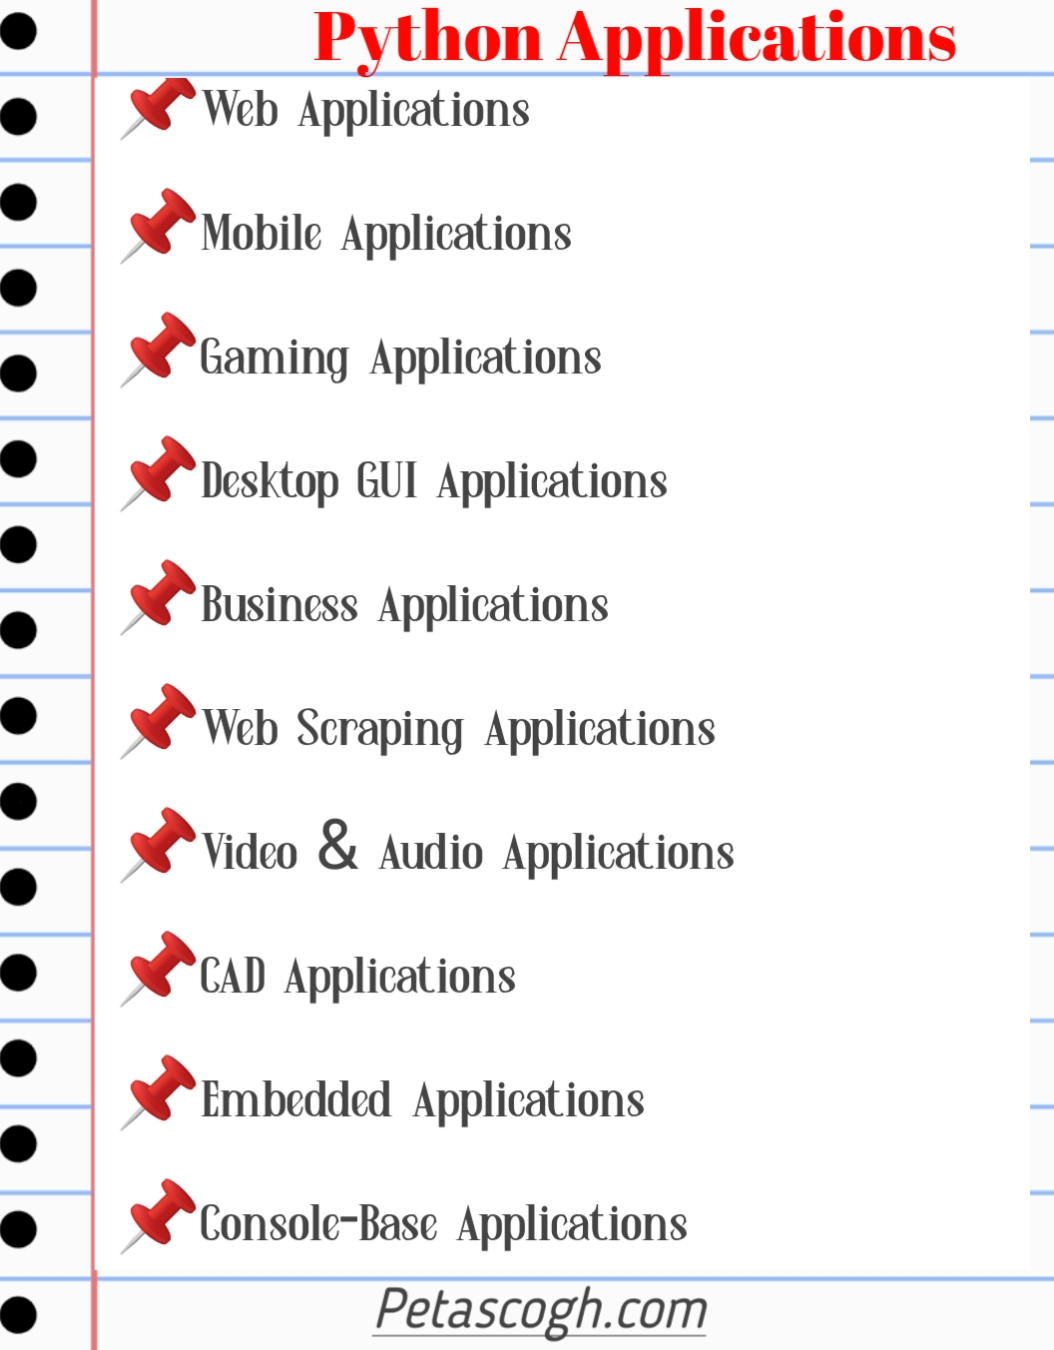 Python Applications
Web Applications
Mobile Applications
Gaming Applications
Desktop GUI Applications
Business Applications
Web Scraping Applications
Video & Audio Applications
CAD Applications
Embedded Applications
Console-Base Applications
Petascogh.com